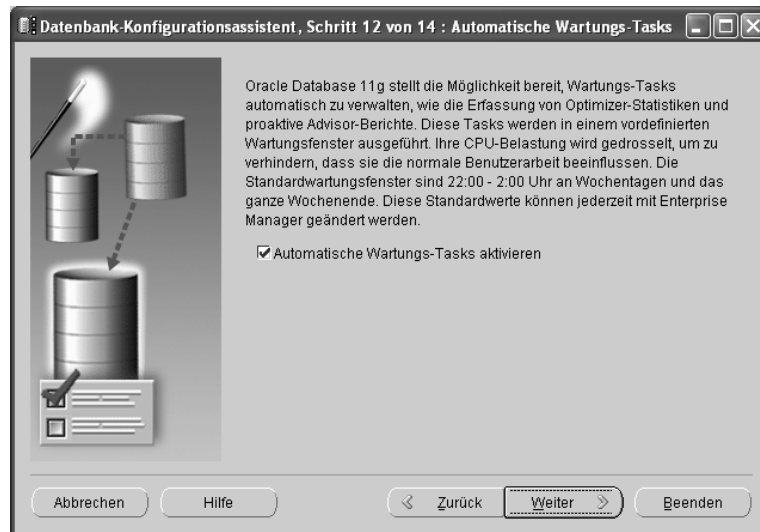 Datenbank-Konfigurationsassistent, Schritt 12 von 14 : Automatische Wartungs-Tasks
Oracle Database 11g stellt die Möglichkeit bereit, Wartungs-Tasks
automatisch zu verwalten, wie die Erfassung von Optimizer-Statistiken und
proaktive Advisor-Berichte. Diese Tasks werden in einem vordefinierten
Wartungsfenster ausgeführt. Ihre CPU-Belastung wird gedrosselt, um zu
verhindern, dass sie die normale Benutzerarbeit beeinflussen. Die
Standardwartungsfenster sind 22:00 - 2:00 Uhr an Wochentagen und das
ganze Wochenende. Diese Standardwerte können jederzeit mit Enterprise
Manager geändert werden.
Automatische Wartungs-Tasks aktivieren
Abbrechen Hilfe Zurück Weiter Beenden